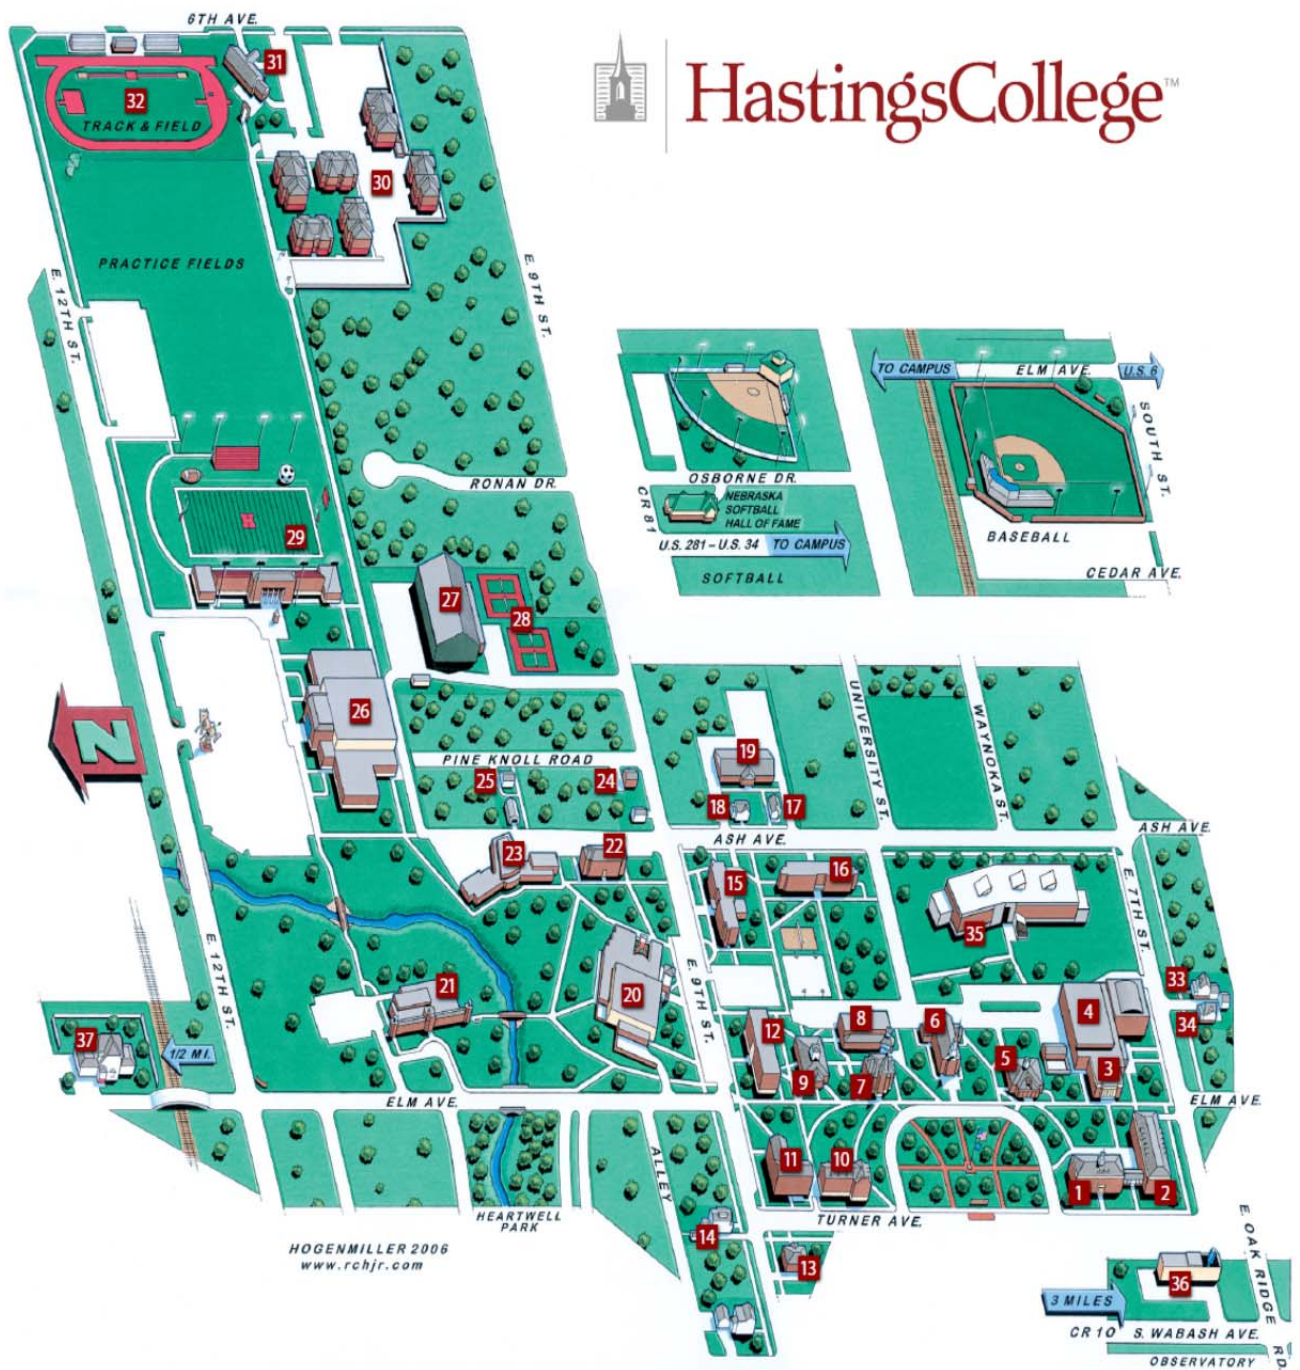 6TH AVE.
HastingsCollege™
31
32
TRACK & FIELD
30
PRACTICE FIELDS
E. 9TH ST.
E. 12TH ST.
TO CAMPUS
ELM AVE.
U.S. 6
SOUTH ST.
RONAN DR.
OSBORNE DR.
CR 81
NEBRASKA
SOFTBALL
HALL OF FAME
U.S. 281 – U.S. 34
TO CAMPUS
SOFTBALL
BASEBALL
CEDAR AVE.
H
29
27
28
N
26
PINE KNOLL ROAD
25
24
19
18
17
UNIVERSITY ST.
WAYNOKA ST.
ASH AVE.
ASH AVE.
23
22
15
16
35
E. 7TH ST.
E. 12TH ST.
21
20
E. 9TH ST.
33
34
37
1/2 MI.
12
8
6
4
9
7
5
3
ELM AVE.
ELM AVE.
ALLEY
11
10
1
2
HEARTWELL
PARK
TURNER AVE.
14
13
E. OAK RIDGE RD.
HOGENMILLER 2006
www.rchjr.com
36
3 MILES
CR 10
S. WABASH AVE.
OBSERVATORY